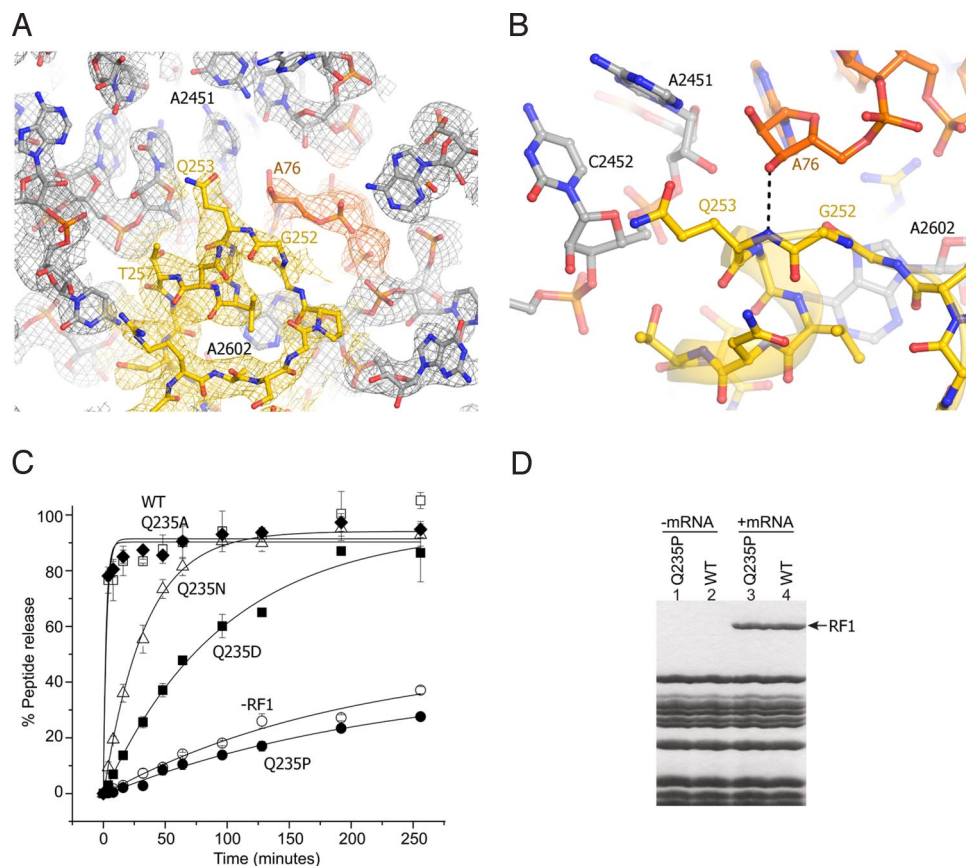 A
A2451
Q253
A76
G252
T257
A2602
B
A2451
C2452
A76
Q253
G252
A2602
C
WT
Q235A
Q235N
Q235D
-RF1
Q235P
% Peptide release
100
80
60
40
20
0
0 50 100 150 200 250
Time (minutes)
D
-mRNA +mRNA
Q235P WT Q235P WT
1 2 3 4
RF1